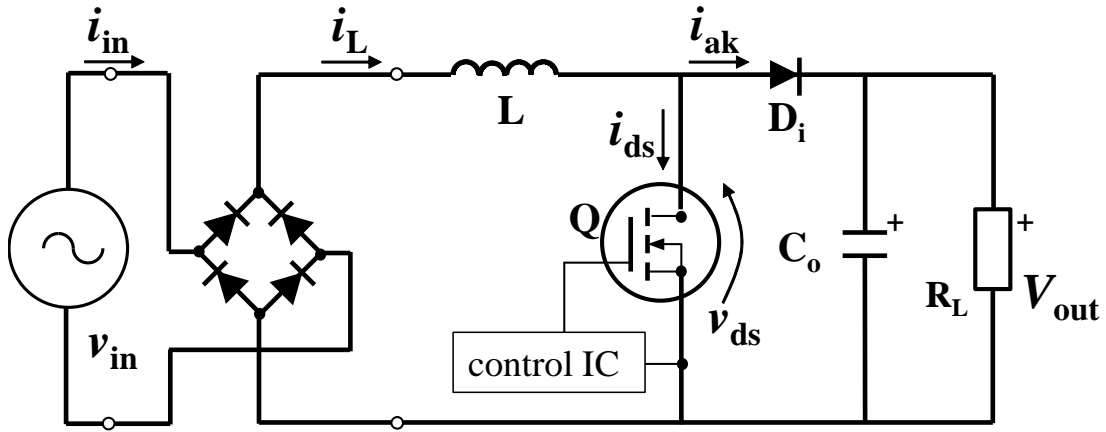 i_in
i_L
i_ak
L
D_i
i_ds
Q
+
+
C_o
R_L
V_out
v_in
v_ds
control IC